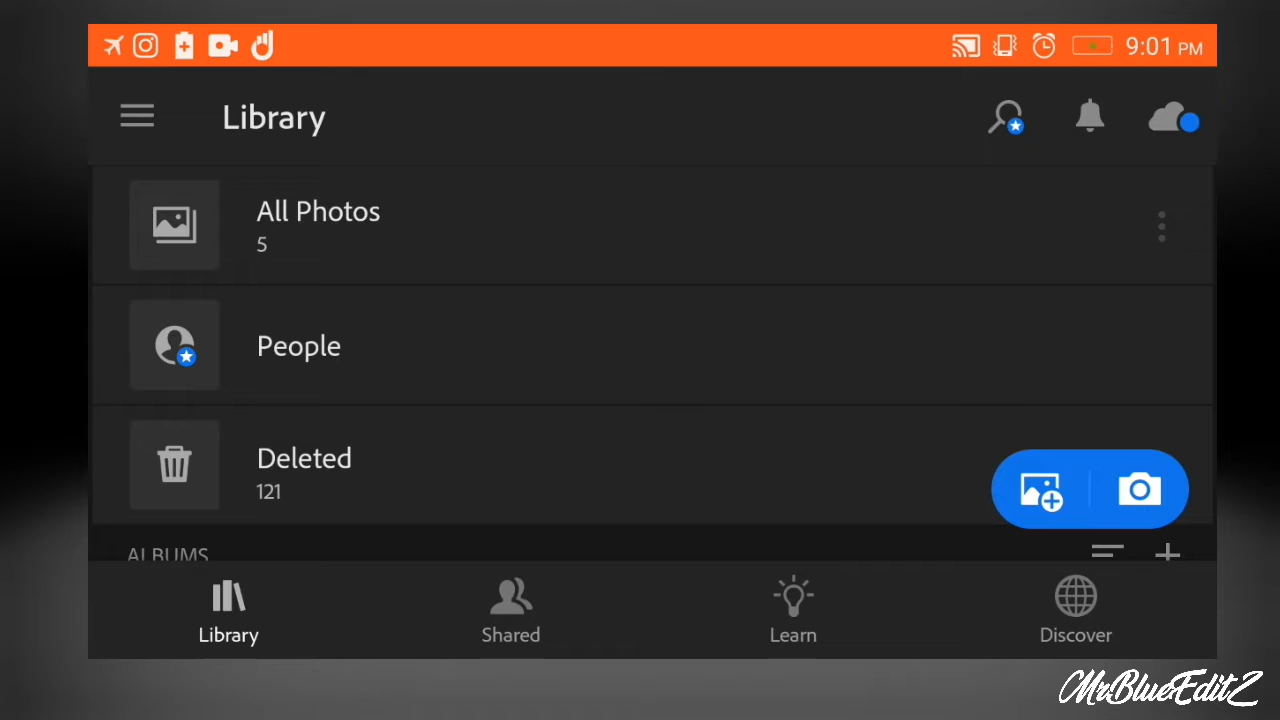 9:01 PM
Library
All Photos
5
People
Deleted
121
ALBUMS
Library
Shared
Learn
Discover
MrBlueEditZ